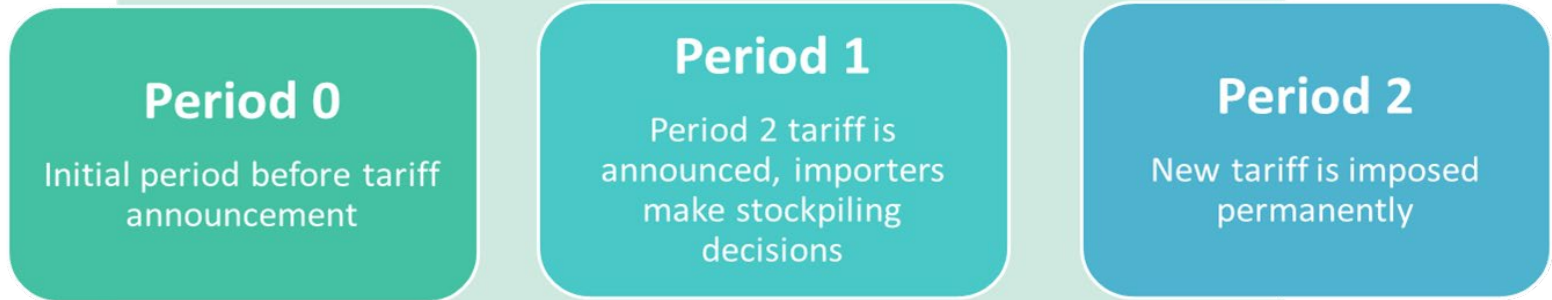 Period 0
Initial period before tariff
announcement
Period 1
Period 2 tariff is
announced, importers
make stockpiling
decisions
Period 2
New tariff is imposed
permanently